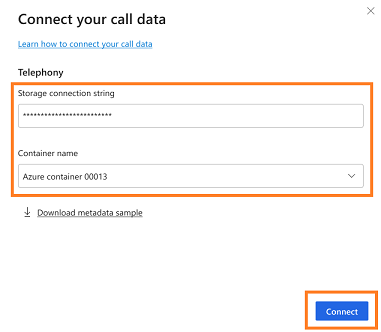 Connect your call data
Learn how to connect your call data
Telephony
Storage connection string
*************************
Container name
Azure container 00013
Download metadata sample
Connect